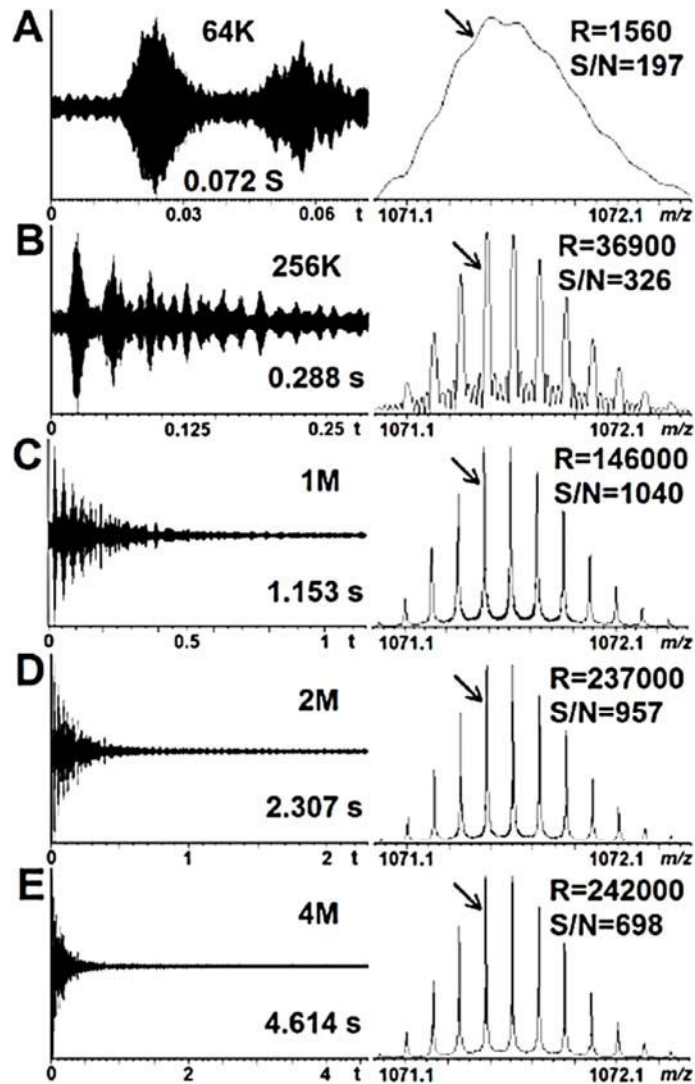 A
64K
R=1560
S/N=197
0.072 S
0 0.03 0.06 t
1071.1 1072.1 m/z
B
256K
R=36900
S/N=326
0.288 s
0 0.125 0.25 t
1071.1 1072.1 m/z
C
1M
R=146000
S/N=1040
1.153 s
0 0.5 1 t
1071.1 1072.1 m/z
D
2M
R=237000
S/N=957
2.307 s
0 1 2 t
1071.1 1072.1 m/z
E
4M
R=242000
S/N=698
4.614 s
0 2 4 t
1071.1 1072.1 m/z